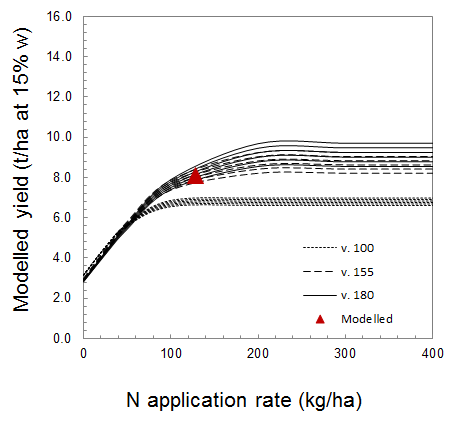 Modelled yield (t/ha at 15% w)
16.0
14.0
12.0
10.0
8.0
6.0
4.0
2.0
0.0
v. 100
v. 155
v. 180
Modelled
0 100 200 300 400
N application rate (kg/ha)